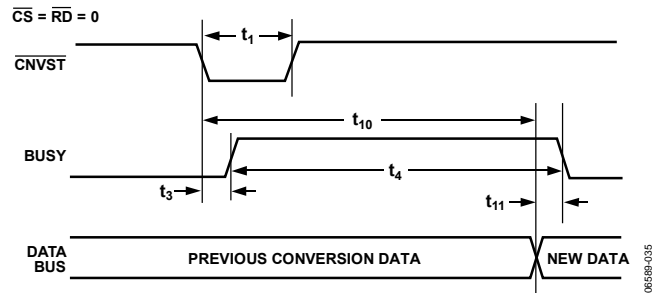 CS = RD = 0
t1
CNVST
t10
BUSY
t4
t3
t11
DATA
BUS
PREVIOUS CONVERSION DATA
NEW DATA
06589-035